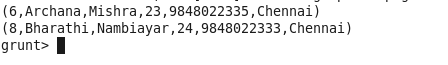 (6,Archana,Mishra,23,9848022335,Chennai)
(8,Bharathi,Nambiayar,24,9848022333,Chennai)
grunt>